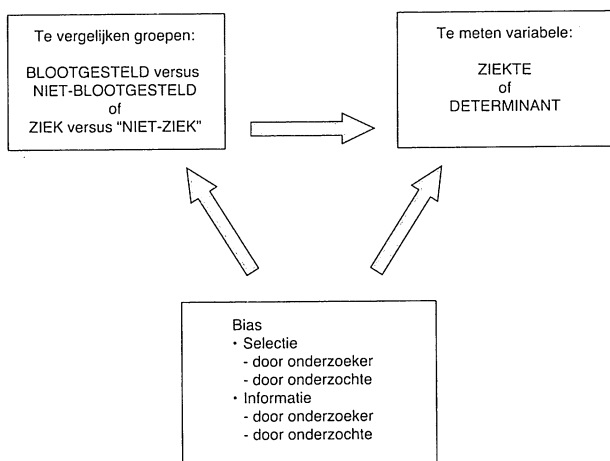 Te vergelijken groepen:
BLOOTGESTELD versus
NIET-BLOOTGESTELD
of
ZIEK versus "NIET-ZIEK"
Te meten variabele:
ZIEKTE
of
DETERMINANT
Bias
· Selectie
- door onderzoeker
- door onderzochte
· Informatie
- door onderzoeker
- door onderzochte